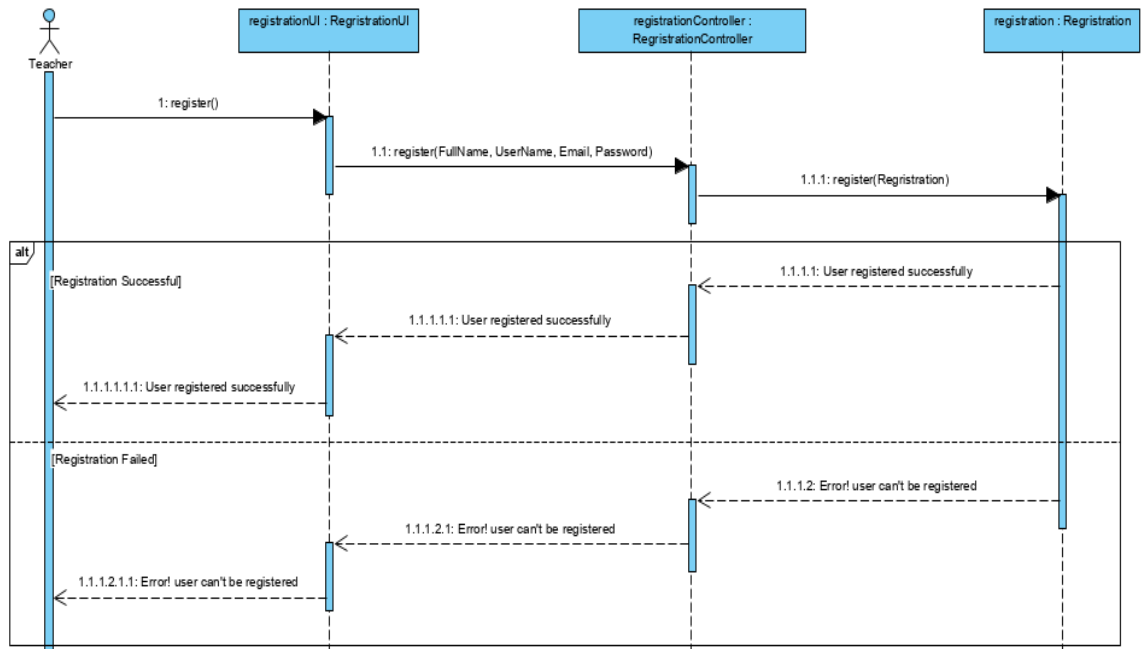 registrationUI : RegristrationUI
registrationController :
RegristrationController
registration : Regristration
Teacher
1: register()
1.1: register(FullName, UserName, Email, Password)
1.1.1: register(Regristration)
alt
[Registration Successful]
1.1.1.1: User registered successfully
1.1.1.1.1: User registered successfully
1.1.1.1.1.1: User registered successfully
[Registration Failed]
1.1.1.2: Error! user can't be registered
1.1.1.2.1: Error! user can't be registered
1.1.1.2.1.1: Error! user can't be registered